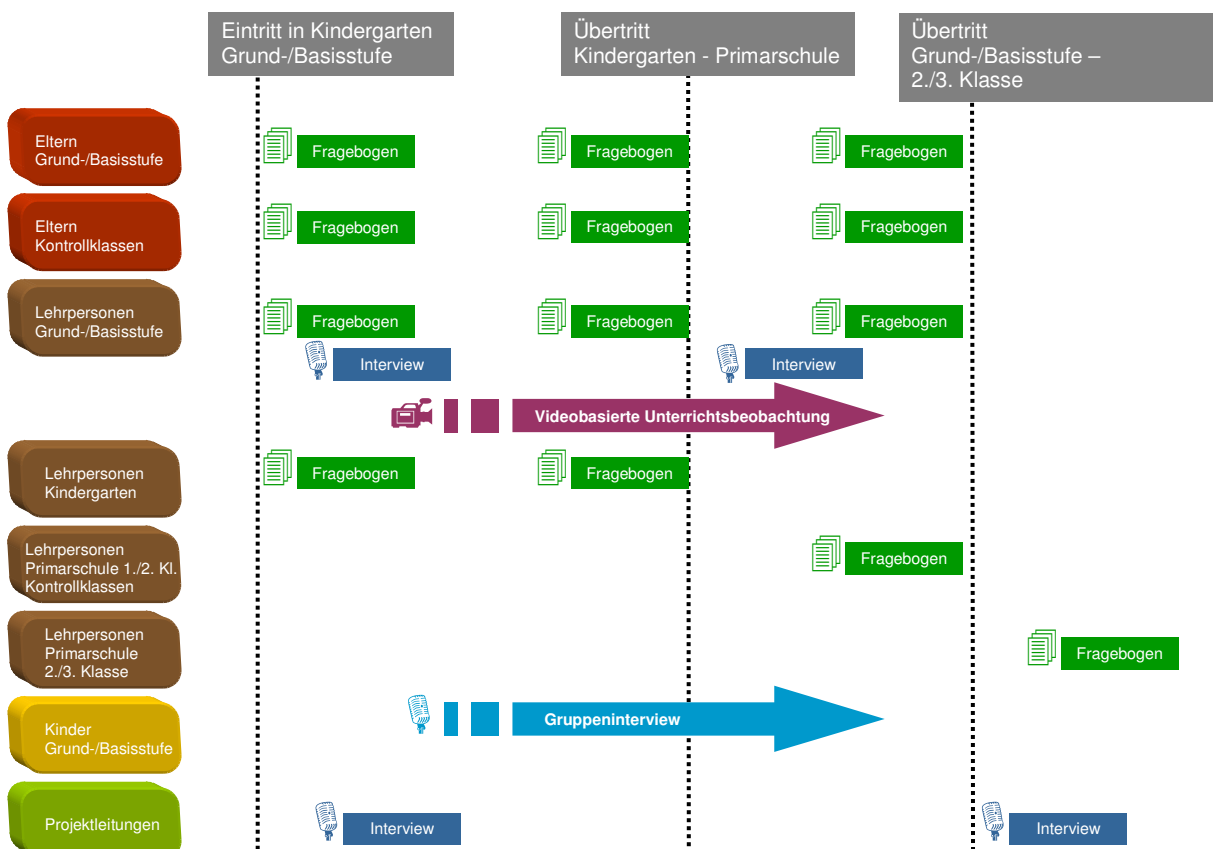 Eintritt in Kindergarten
Grund-/Basisstufe
Übertritt
Kindergarten - Primarschule
Übertritt
Grund-/Basisstufe –
2./3. Klasse
Eltern
Grund-/Basisstufe
Fragebogen
Fragebogen
Fragebogen
Eltern
Kontrollklassen
Fragebogen
Fragebogen
Fragebogen
Lehrpersonen
Grund-/Basisstufe
Fragebogen
Fragebogen
Fragebogen
Interview
Interview
Videobasierte Unterrichtsbeobachtung
Lehrpersonen
Kindergarten
Fragebogen
Fragebogen
Lehrpersonen
Primarschule 1./2. Kl.
Kontrollklassen
Fragebogen
Lehrpersonen
Primarschule
2./3. Klasse
Fragebogen
Kinder
Grund-/Basisstufe
Gruppeninterview
Projektleitungen
Interview
Interview